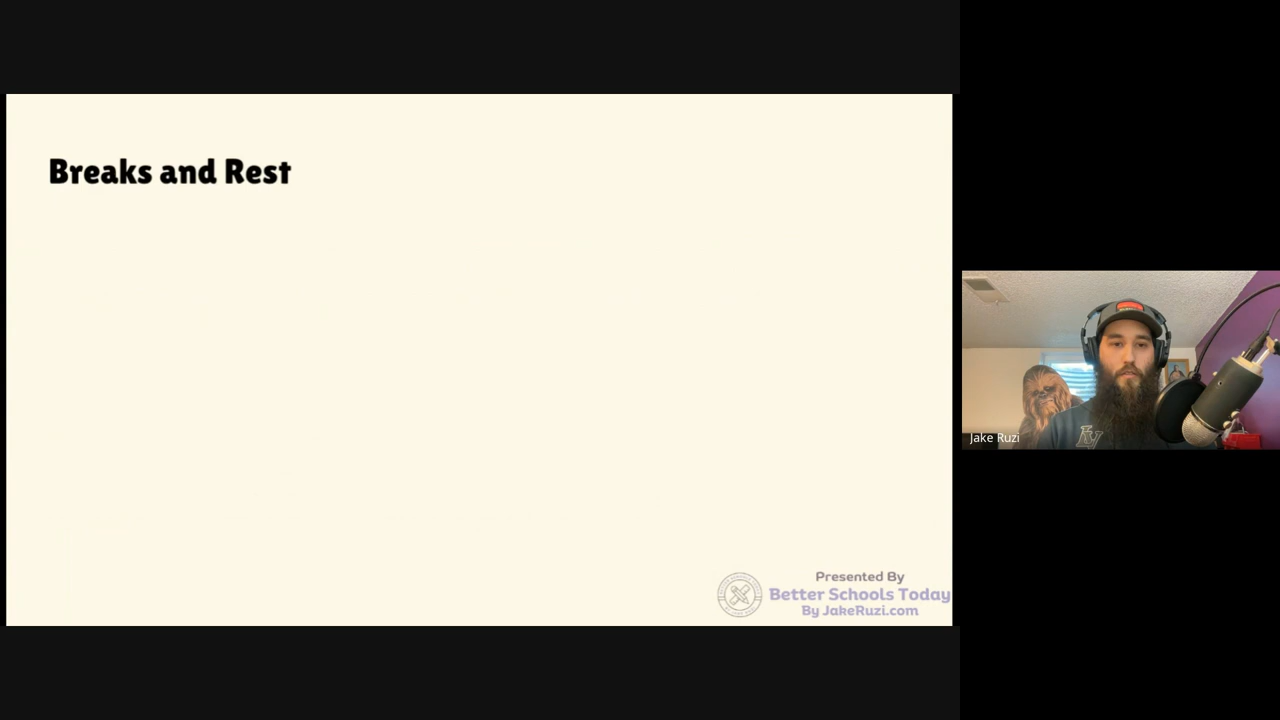 Breaks and Rest
Presented By
Better Schools Today
By JakeRuzi.com
Jake Ruzi